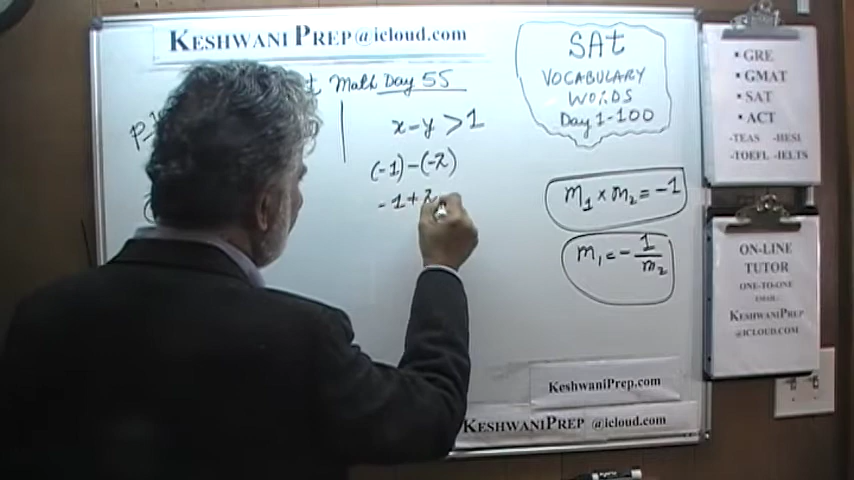 KESHWANI PREP@icloud.com
Math Day 55
x-y>1
(-1)-(-2)
-1+2
SAt
VOCABULARY
WORDS
Day 1-100
m₁ x m₂ = -1
m₁ = - 1/m₂
• GRE
• GMAT
• SAT
• ACT
-TEAS -HESI
-TOEFL -IELTS
ON-LINE
TUTOR
ONE-TO-ONE
EMAIL:
KESHWANIPREP
@ICLOUD.COM
KESHWANIPREP.com
KESHWANIPREP @icloud.com